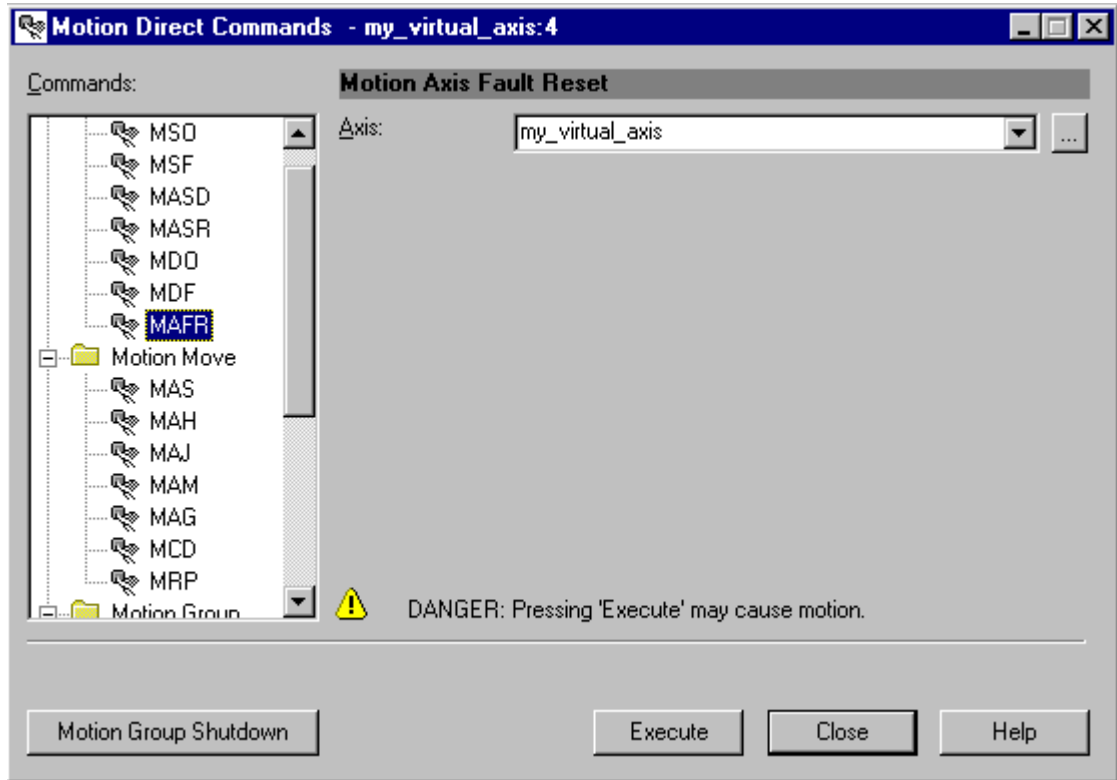 Motion Direct Commands - my_virtual_axis:4
Commands:
MSO
MSF
MASD
MASR
MDO
MDF
MAFR
Motion Move
MAS
MAH
MAJ
MAM
MAG
MCD
MRP
Motion Group
Motion Axis Fault Reset
Axis:
my_virtual_axis
...
DANGER: Pressing 'Execute' may cause motion.
Motion Group Shutdown
Execute
Close
Help